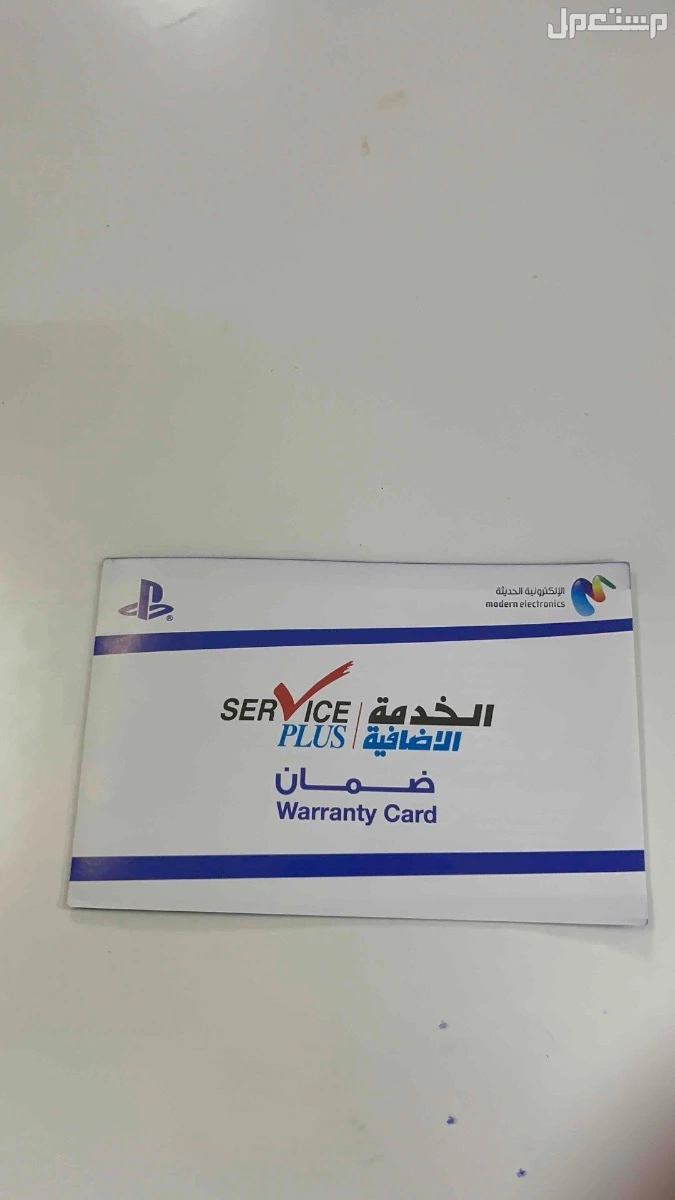 مستعمل
الإلكترونية الحديثة
modern electronics
SERVICE PLUS
الخدمة الاضافية
ضمان
Warranty Card